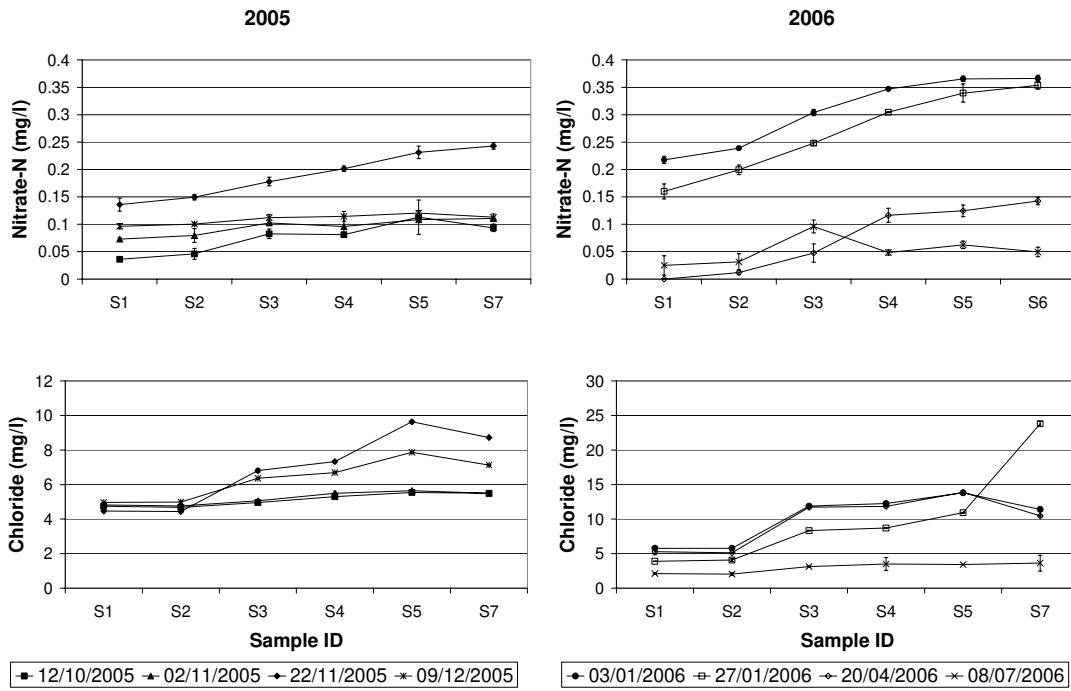 2005
2006
Nitrate-N (mg/l)
0.4
0.35
0.3
0.25
0.2
0.15
0.1
0.05
0
S1 S2 S3 S4 S5 S7
Nitrate-N (mg/l)
0.4
0.35
0.3
0.25
0.2
0.15
0.1
0.05
0
S1 S2 S3 S4 S5 S6
Chloride (mg/l)
12
10
8
6
4
2
0
S1 S2 S3 S4 S5 S7
Sample ID
Chloride (mg/l)
30
25
20
15
10
5
0
S1 S2 S3 S4 S5 S7
Sample ID
12/10/2005 02/11/2005 22/11/2005 09/12/2005
03/01/2006 27/01/2006 20/04/2006 08/07/2006